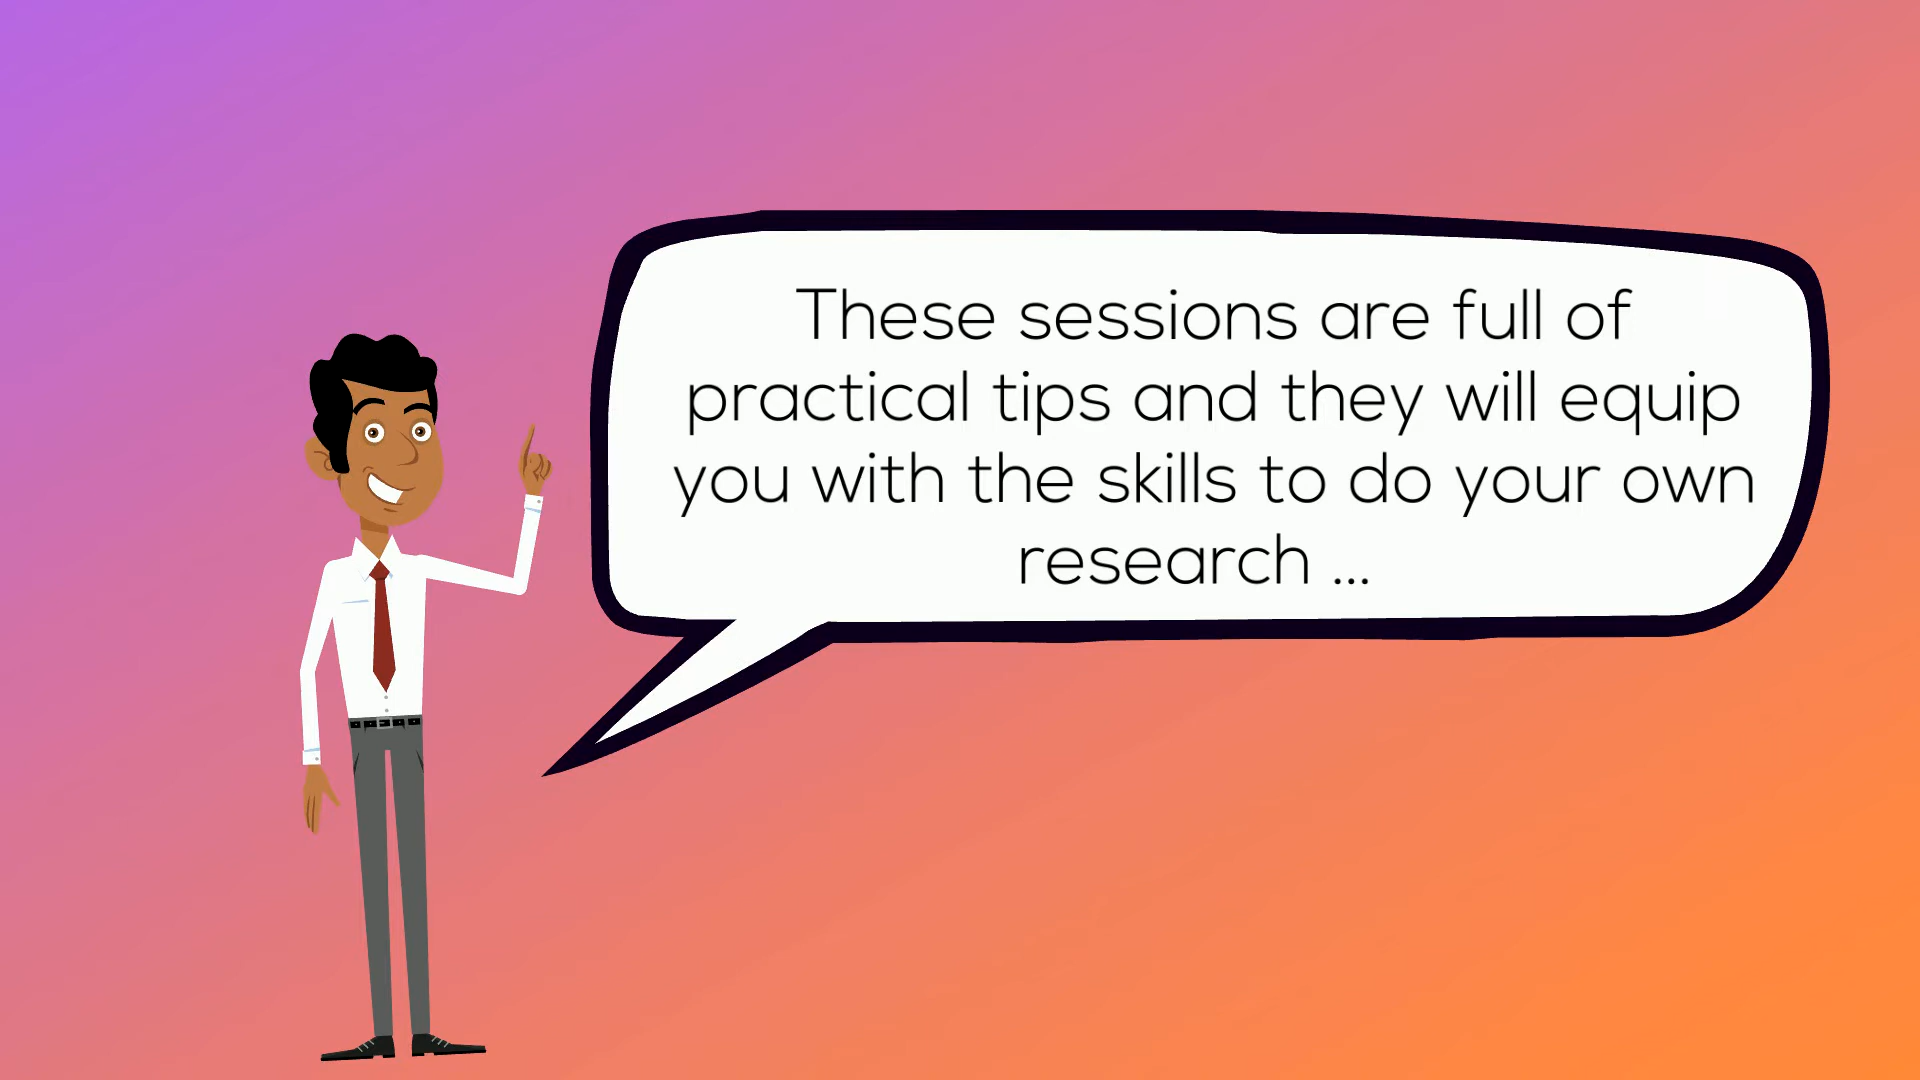 These sessions are full of
practical tips and they will equip
you with the skills to do your own
research ...